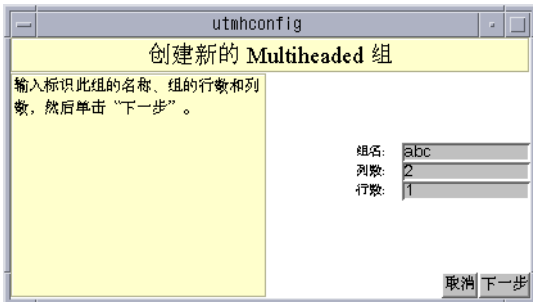 utmhconfig
创建新的 Multiheaded 组
输入标识此组的名称、组的行数和列
数，然后单击“下一步”。
组名: abc
列数: 2
行数: 1
取消 下一步